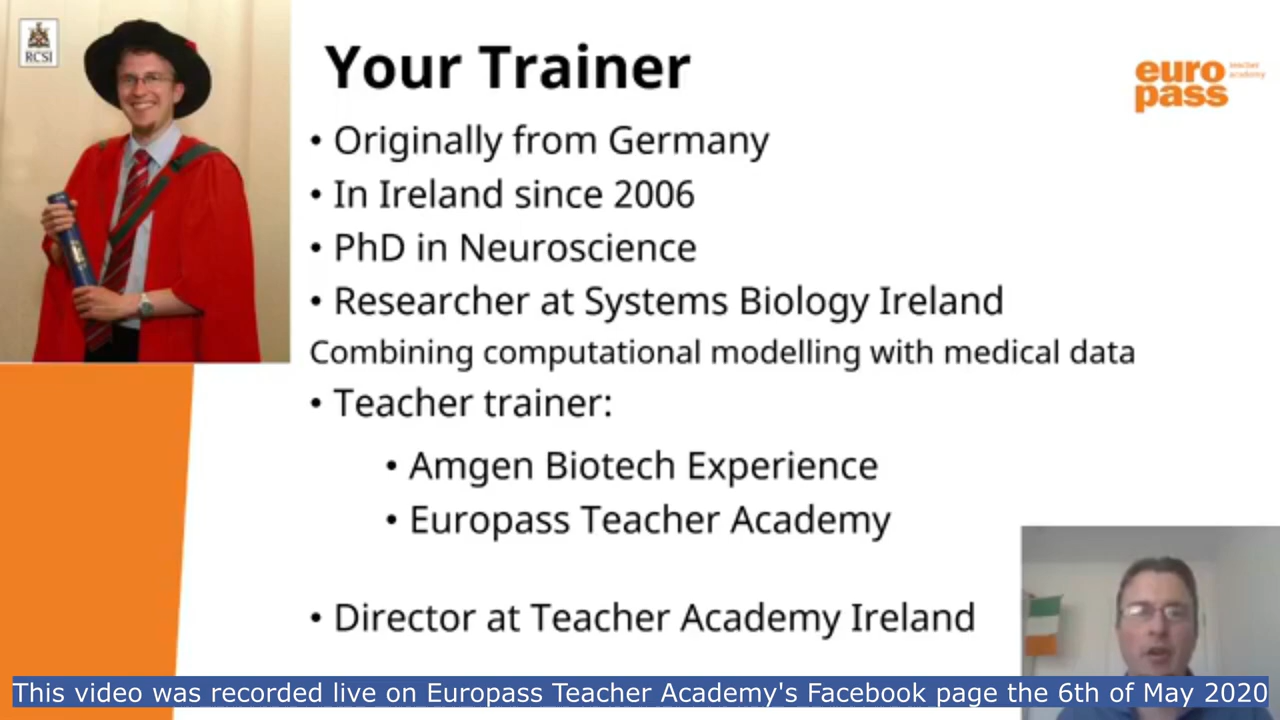 RCSI
Your Trainer
euro
pass
teacher
academy
• Originally from Germany
• In Ireland since 2006
• PhD in Neuroscience
• Researcher at Systems Biology Ireland
Combining computational modelling with medical data
• Teacher trainer:
• Amgen Biotech Experience
• Europass Teacher Academy
• Director at Teacher Academy Ireland
This video was recorded live on Europass Teacher Academy's Facebook page the 6th of May 2020